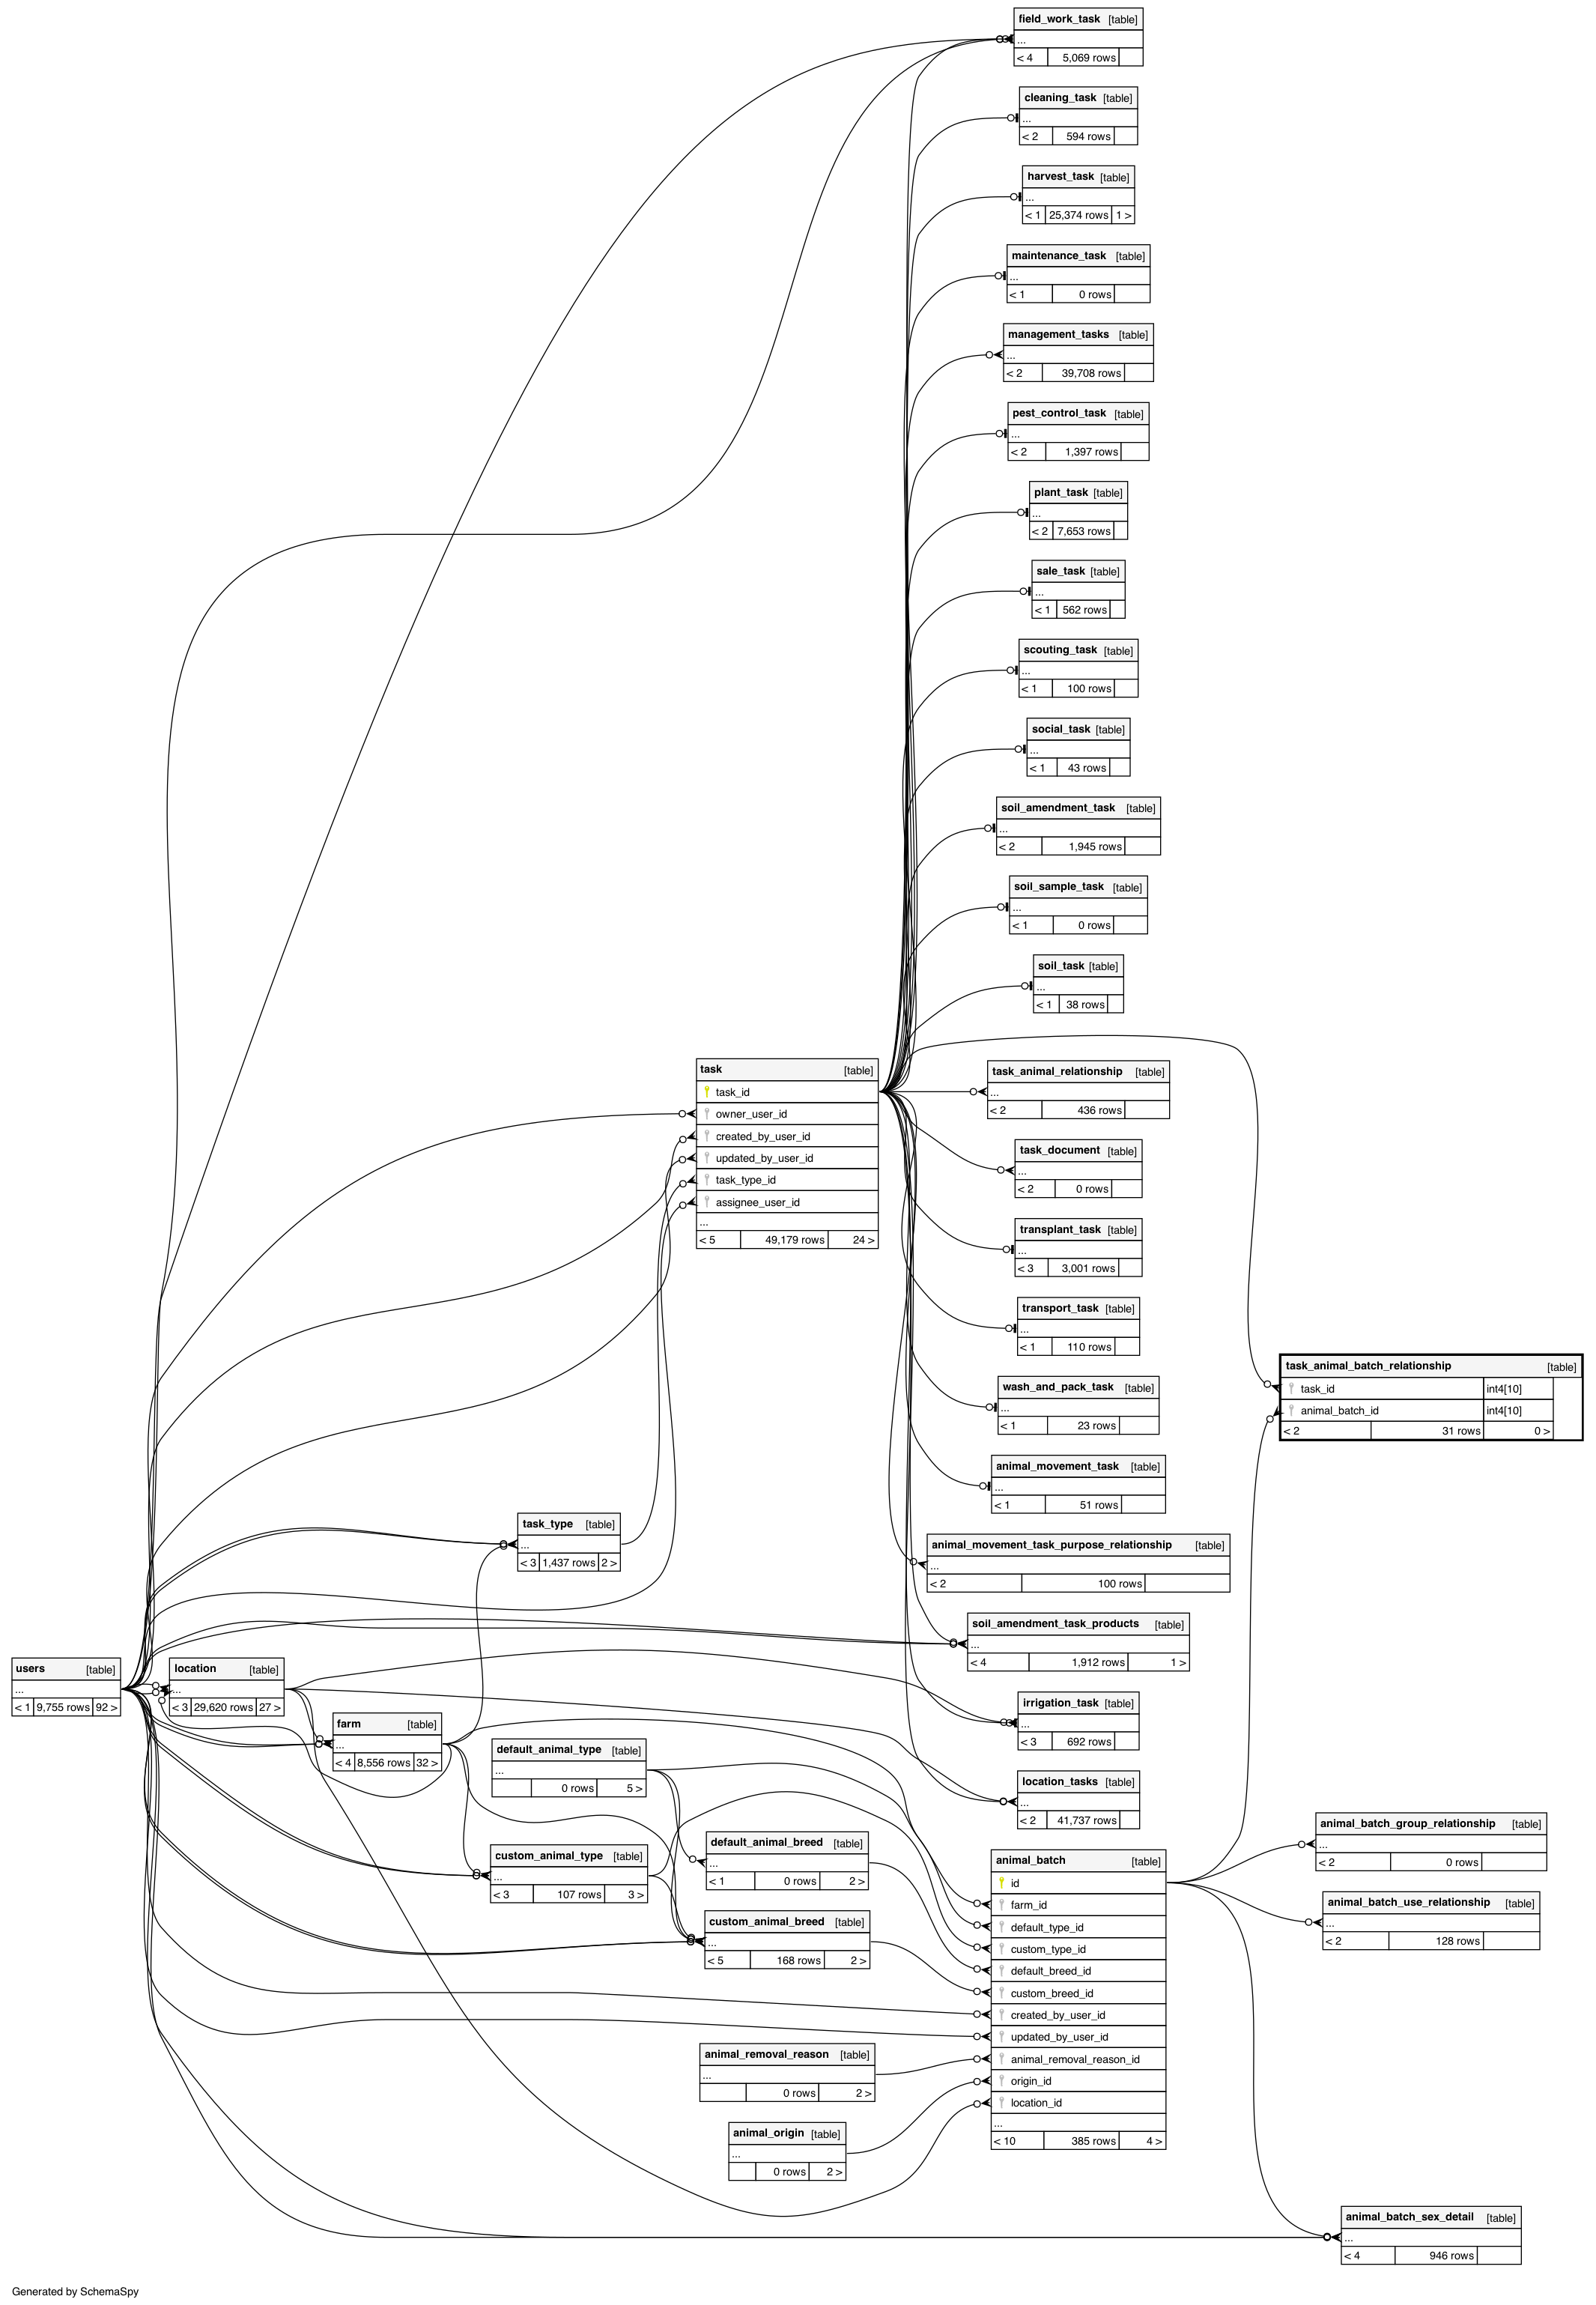 field_work_task [table]
...
< 4 5,069 rows
cleaning_task [table]
...
< 2 594 rows
harvest_task [table]
...
< 1 25,374 rows 1 >
maintenance_task [table]
...
< 1 0 rows
management_tasks [table]
...
< 2 39,708 rows
pest_control_task [table]
...
< 2 1,397 rows
plant_task [table]
...
< 2 7,653 rows
sale_task [table]
...
< 1 562 rows
scouting_task [table]
...
< 1 100 rows
social_task [table]
...
< 1 43 rows
soil_amendment_task [table]
...
< 2 1,945 rows
soil_sample_task [table]
...
< 1 0 rows
soil_task [table]
...
< 1 38 rows
task [table]
task_id
owner_user_id
created_by_user_id
updated_by_user_id
task_type_id
assignee_user_id
...
< 5 49,179 rows 24 >
task_animal_relationship [table]
...
< 2 436 rows
task_document [table]
...
< 2 0 rows
transplant_task [table]
...
< 3 3,001 rows
transport_task [table]
...
< 1 110 rows
task_animal_batch_relationship [table]
task_id int4[10]
animal_batch_id int4[10]
< 2 31 rows 0 >
wash_and_pack_task [table]
...
< 1 23 rows
animal_movement_task [table]
...
< 1 51 rows
task_type [table]
...
< 3 1,437 rows 2 >
animal_movement_task_purpose_relationship [table]
...
< 2 100 rows
soil_amendment_task_products [table]
...
< 4 1,912 rows 1 >
users [table]
...
< 1 9,755 rows 92 >
location [table]
...
< 3 29,620 rows 27 >
farm [table]
...
< 4 8,556 rows 32 >
irrigation_task [table]
...
< 3 692 rows
default_animal_type [table]
...
0 rows 5 >
location_tasks [table]
...
< 2 41,737 rows
default_animal_breed [table]
...
< 1 0 rows 2 >
custom_animal_type [table]
...
< 3 107 rows 3 >
custom_animal_breed [table]
...
< 5 168 rows 2 >
animal_batch [table]
id
farm_id
default_type_id
custom_type_id
default_breed_id
custom_breed_id
created_by_user_id
updated_by_user_id
animal_removal_reason_id
origin_id
location_id
...
< 10 385 rows 4 >
animal_batch_group_relationship [table]
...
< 2 0 rows
animal_batch_use_relationship [table]
...
< 2 128 rows
animal_removal_reason [table]
...
0 rows 2 >
animal_origin [table]
...
0 rows 2 >
animal_batch_sex_detail [table]
...
< 4 946 rows
Generated by SchemaSpy